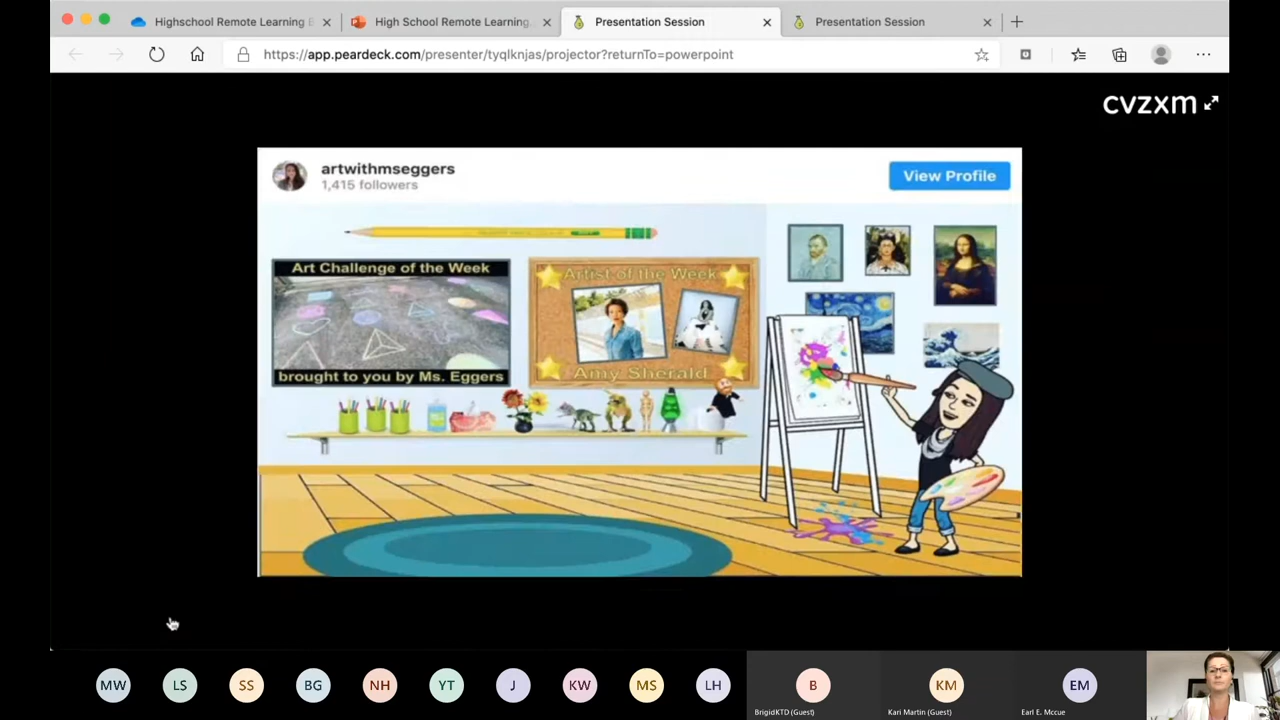 Highschool Remote Learning E
High School Remote Learning.
Presentation Session
Presentation Session
https://app.peardeck.com/presenter/tyqlknjas/projector?returnTo=powerpoint
cvzxm
artwithmseggers
1,415 followers
View Profile
Art Challenge of the Week
brought to you by Ms. Eggers
Artist of the Week
Amy Sherald
MW
LS
SS
BG
NH
YT
J
KW
MS
LH
B
KM
EM
BrigidKTD (Guest)
Kari Martin (Guest)
Earl E. Mccue